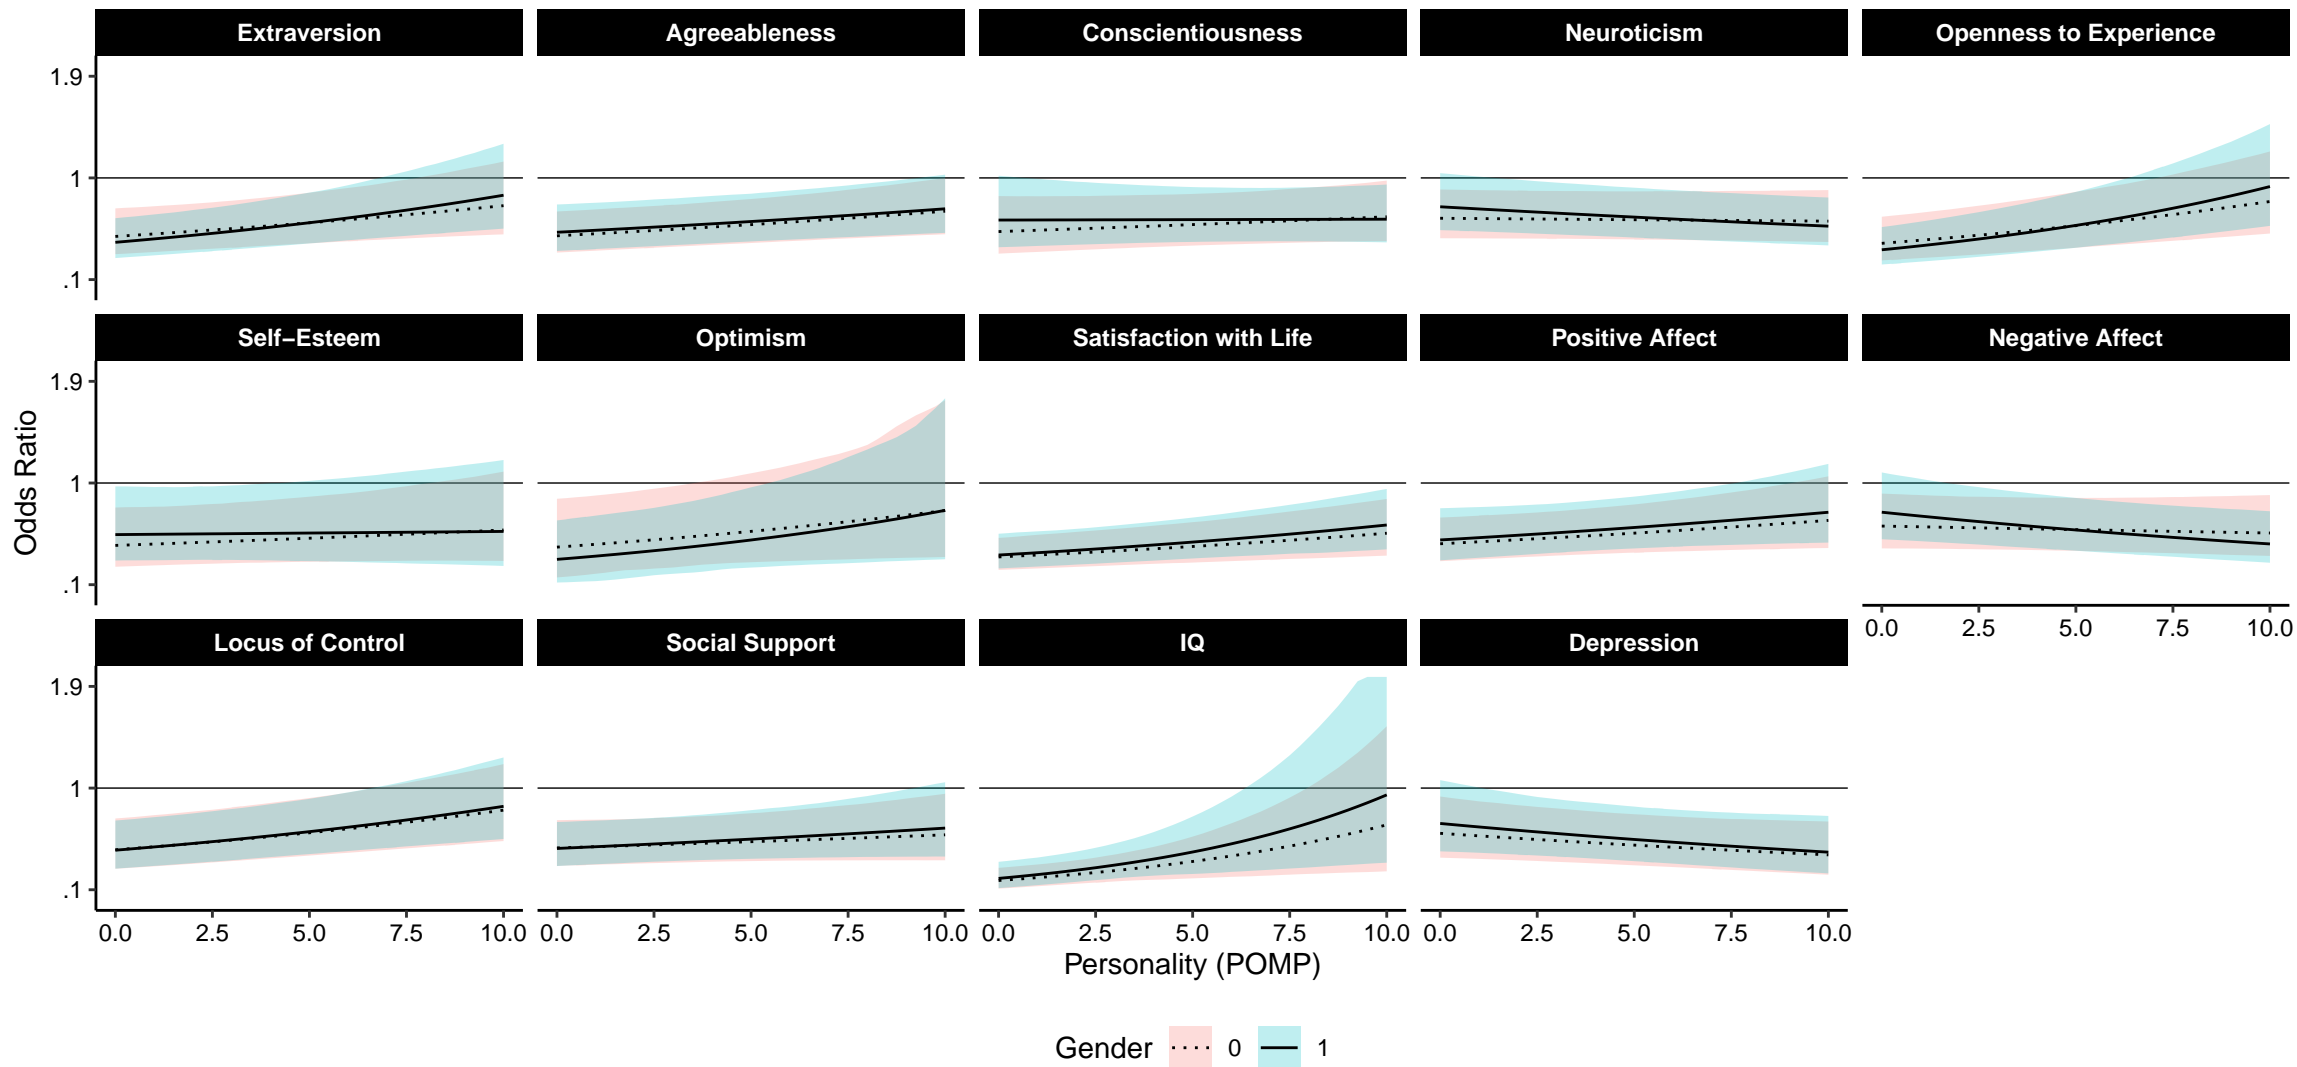 Extraversion Agreeableness Conscientiousness Neuroticism Openness to Experience
1.9
1
.1
Self−Esteem Optimism Satisfaction with Life Positive Affect Negative Affect
1.9
1
.1
0.0 2.5 5.0 7.5 10.0
Locus of Control Social Support IQ Depression
1.9
1
.1
0.0 2.5 5.0 7.5 10.0 0.0 2.5 5.0 7.5 10.0 0.0 2.5 5.0 7.5 10.0 0.0 2.5 5.0 7.5 10.0
Odds Ratio
Personality (POMP)
Gender 0 1